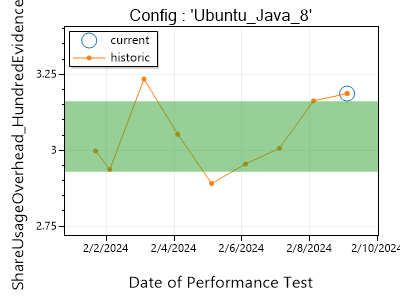 Config : 'Ubuntu_Java_8'
current
historic
ShareUsageOverhead_HundredEvidence
3.25
3
2.75
2/2/2024
2/4/2024
2/6/2024
2/8/2024
2/10/2024
Date of Performance Test